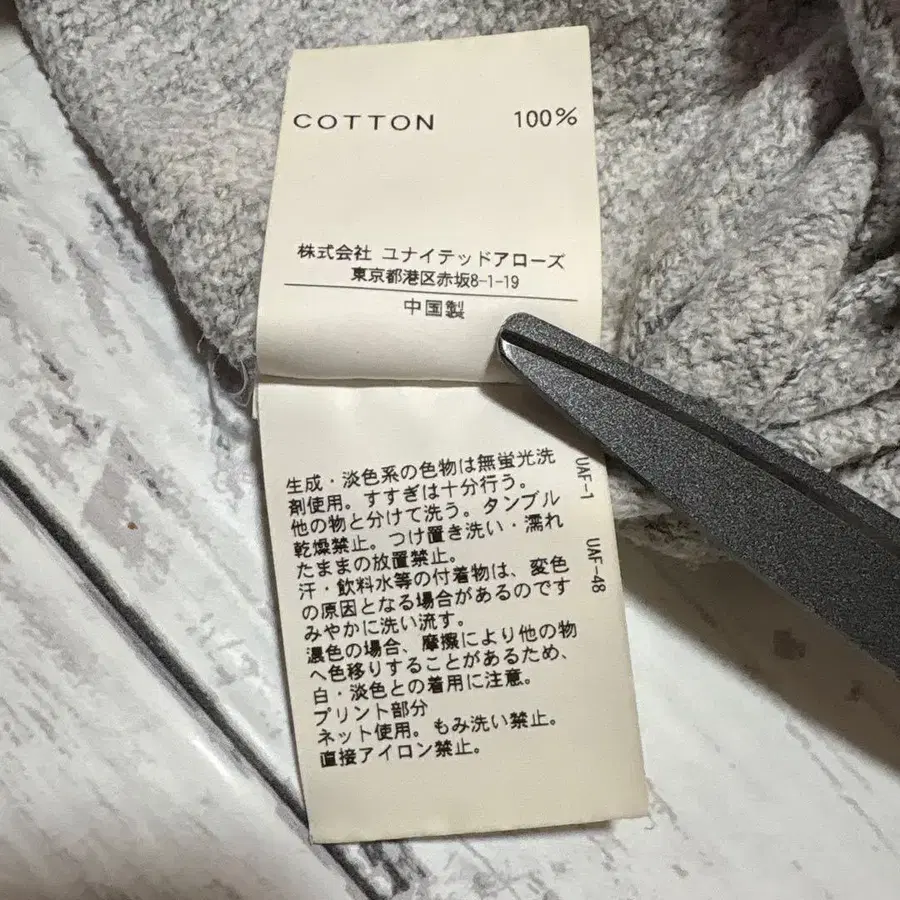 COTTON 100%
株式会社 ユナイテッドアローズ
東京都港区赤坂8-1-19
中国製
生成・淡色系の色物は無蛍光洗
剤使用。すすぎは十分行う。
他の物と分けて洗う。タンブル
乾燥禁止。つけ置き洗い・濡れ
たままの放置禁止。
汗・飲料水等の付着物は、変色
の原因となる場合があるのです
みやかに洗い流す。
濃色の場合、摩擦により他の物
へ色移りすることがあるため、
白・淡色との着用に注意。
プリント部分
ネット使用。もみ洗い禁止。
直接アイロン禁止。
UAF-1
UAF-48